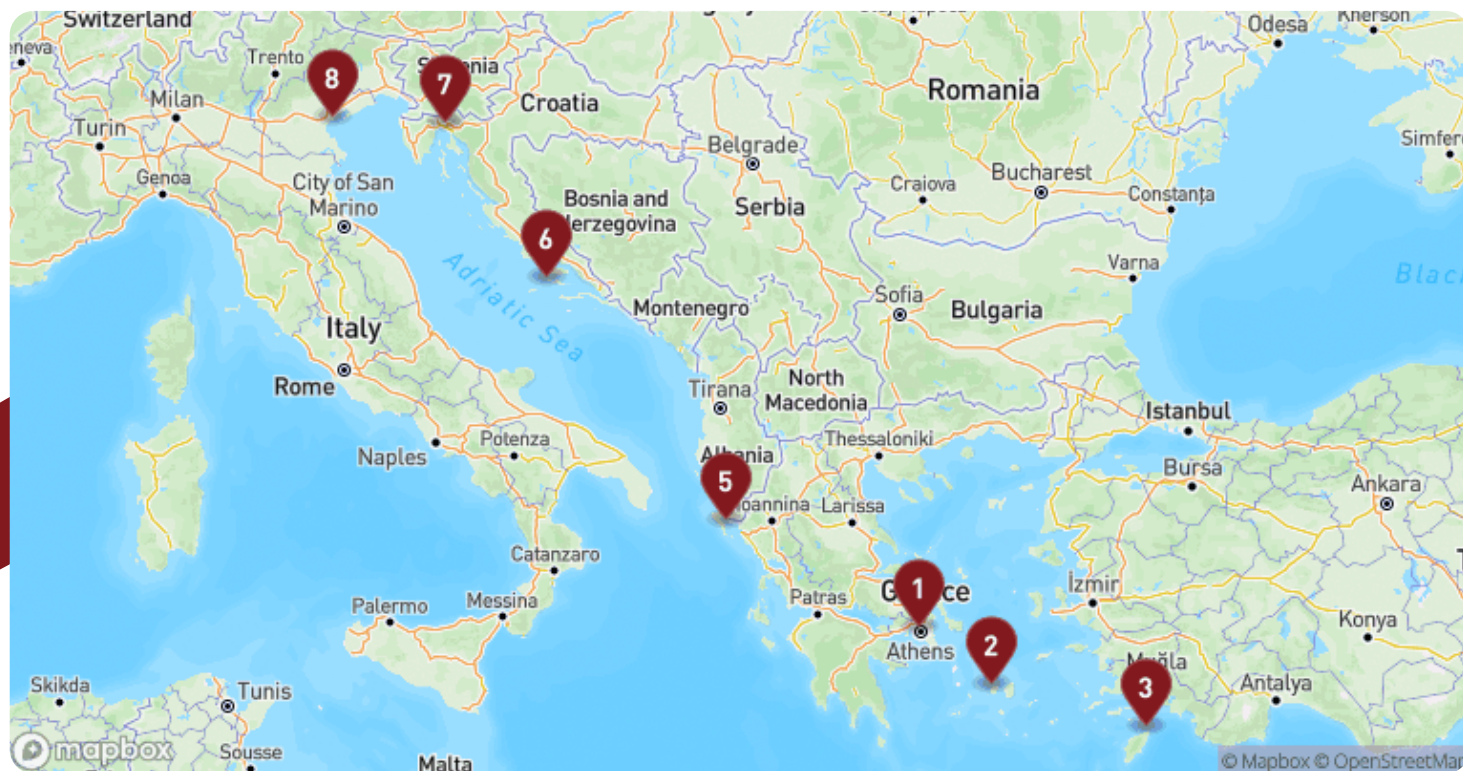 Switzerland
Odesa
Kherson
eneva
Trento
8
Slovenia
7
Milan
Croatia
Romania
Turin
Belgrade
Simfero
Genoa
City of San
Marino
Bosnia and
Herzegovina
Craiova
Bucharest
Constanța
Serbia
6
Adriatic Sea
Varna
Black
Montenegro
Sofia
Bulgaria
Italy
Rome
Tirana
North
Macedonia
Istanbul
Naples
Potenza
Albania
Thessaloniki
5
Bursa
Ankara
Ioannina
Larissa
Catanzaro
1
Greece
İzmir
Palermo
Messina
Patras
Athens
2
Konya
Muğla
3
Antalya
Skikda
Tunis
mapbox
Sousse
Malta
© Mapbox © OpenStreetMap